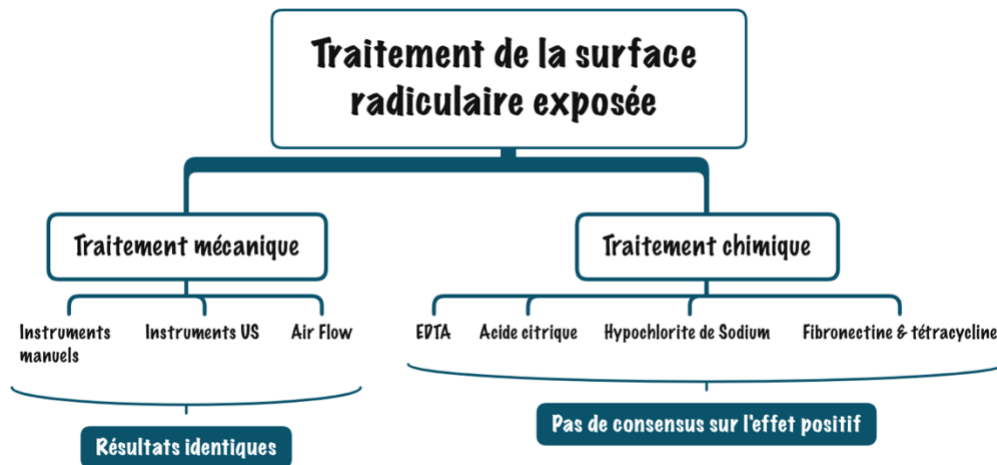 Traitement de la surface
radiculaire exposée
Traitement mécanique
Traitement chimique
Instruments
manuels
Instruments US
Air Flow
EDTA
Acide citrique
Hypochlorite de Sodium
Fibronectine & tétracycline
Résultats identiques
Pas de consensus sur l'effet positif